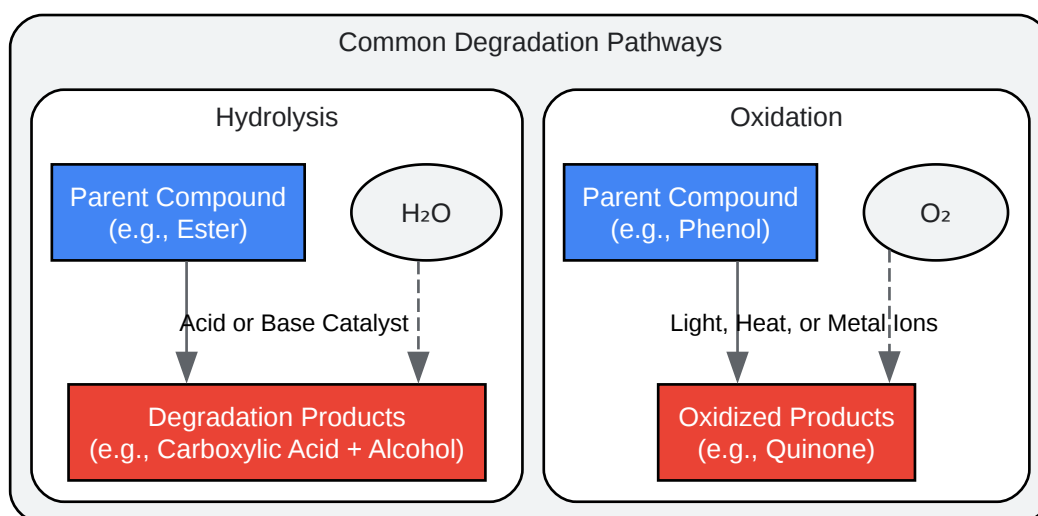 Common Degradation Pathways
Hydrolysis
Parent Compound
(e.g., Ester)
H₂O
Acid or Base Catalyst
Degradation Products
(e.g., Carboxylic Acid + Alcohol)
Oxidation
Parent Compound
(e.g., Phenol)
O₂
Light, Heat, or Metal Ions
Oxidized Products
(e.g., Quinone)